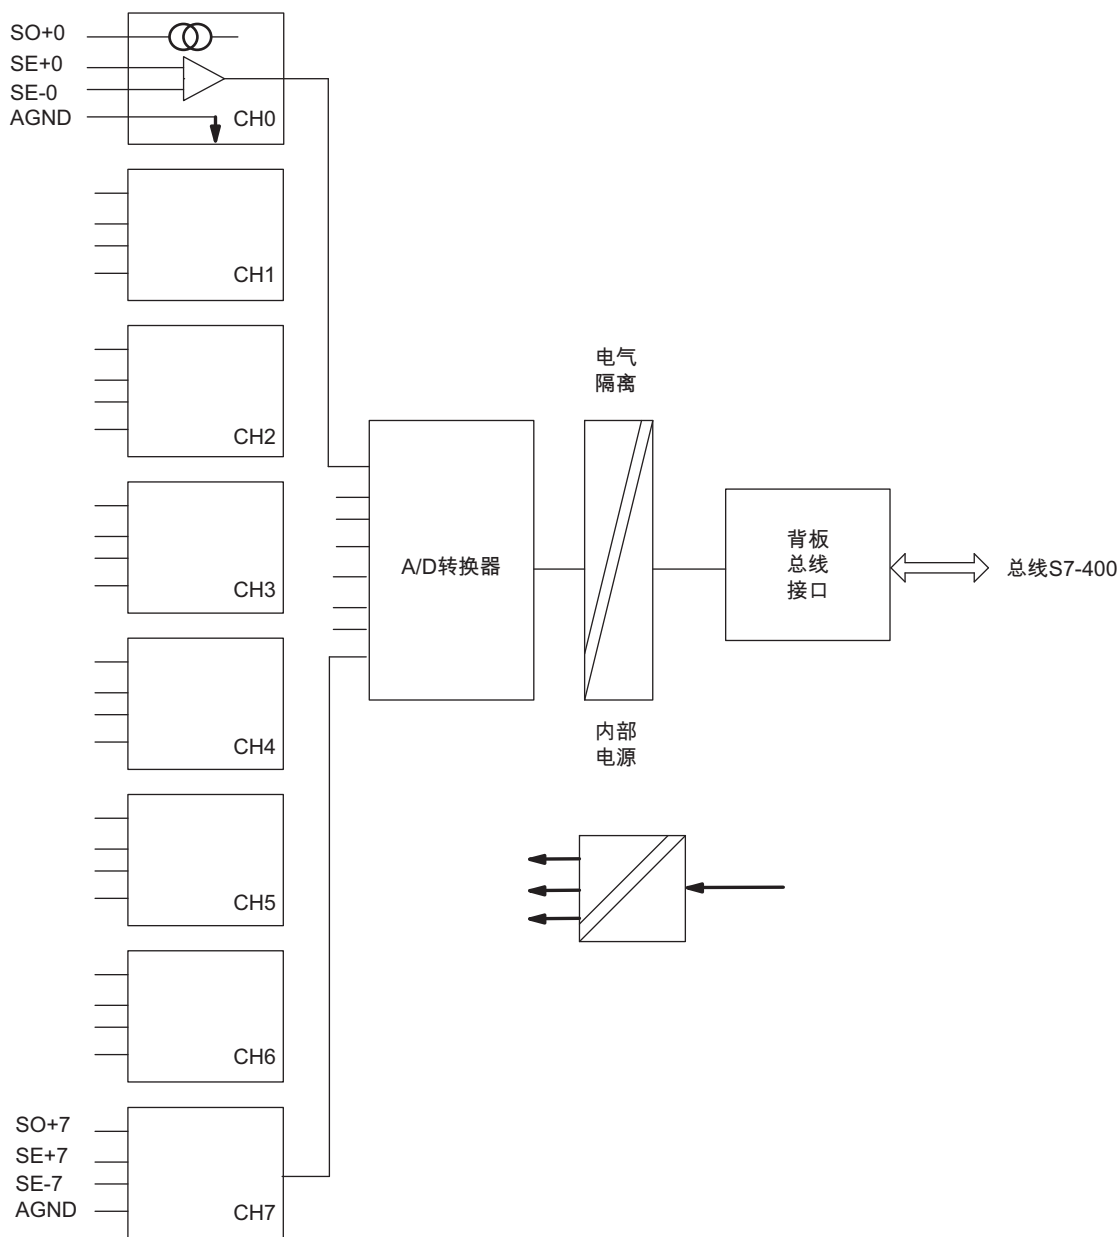 SO+0
SE+0
SE-0
AGND
CH0
CH1
CH2
CH3
CH4
CH5
CH6
SO+7
SE+7
SE-7
AGND
CH7
A/D转换器
电气
隔离
内部
电源
背板
总线
接口
总线S7-400